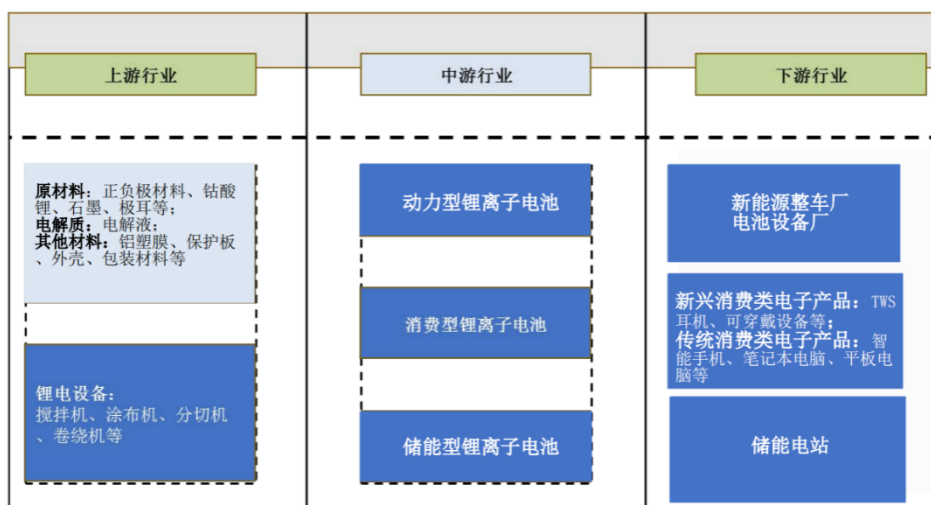 上游行业
中游行业
下游行业
原材料：正负极材料、钴酸
锂、石墨、极耳等；
电解质：电解液；
其他材料：铝塑膜、保护板
、外壳、包装材料等
锂电设备：
搅拌机、涂布机、分切机
、卷绕机等
动力型锂离子电池
消费型锂离子电池
储能型锂离子电池
新能源整车厂
电池设备厂
新兴消费类电子产品：TWS
耳机、可穿戴设备等；
传统消费类电子产品：智
能手机、笔记本电脑、平板电
脑等
储能电站